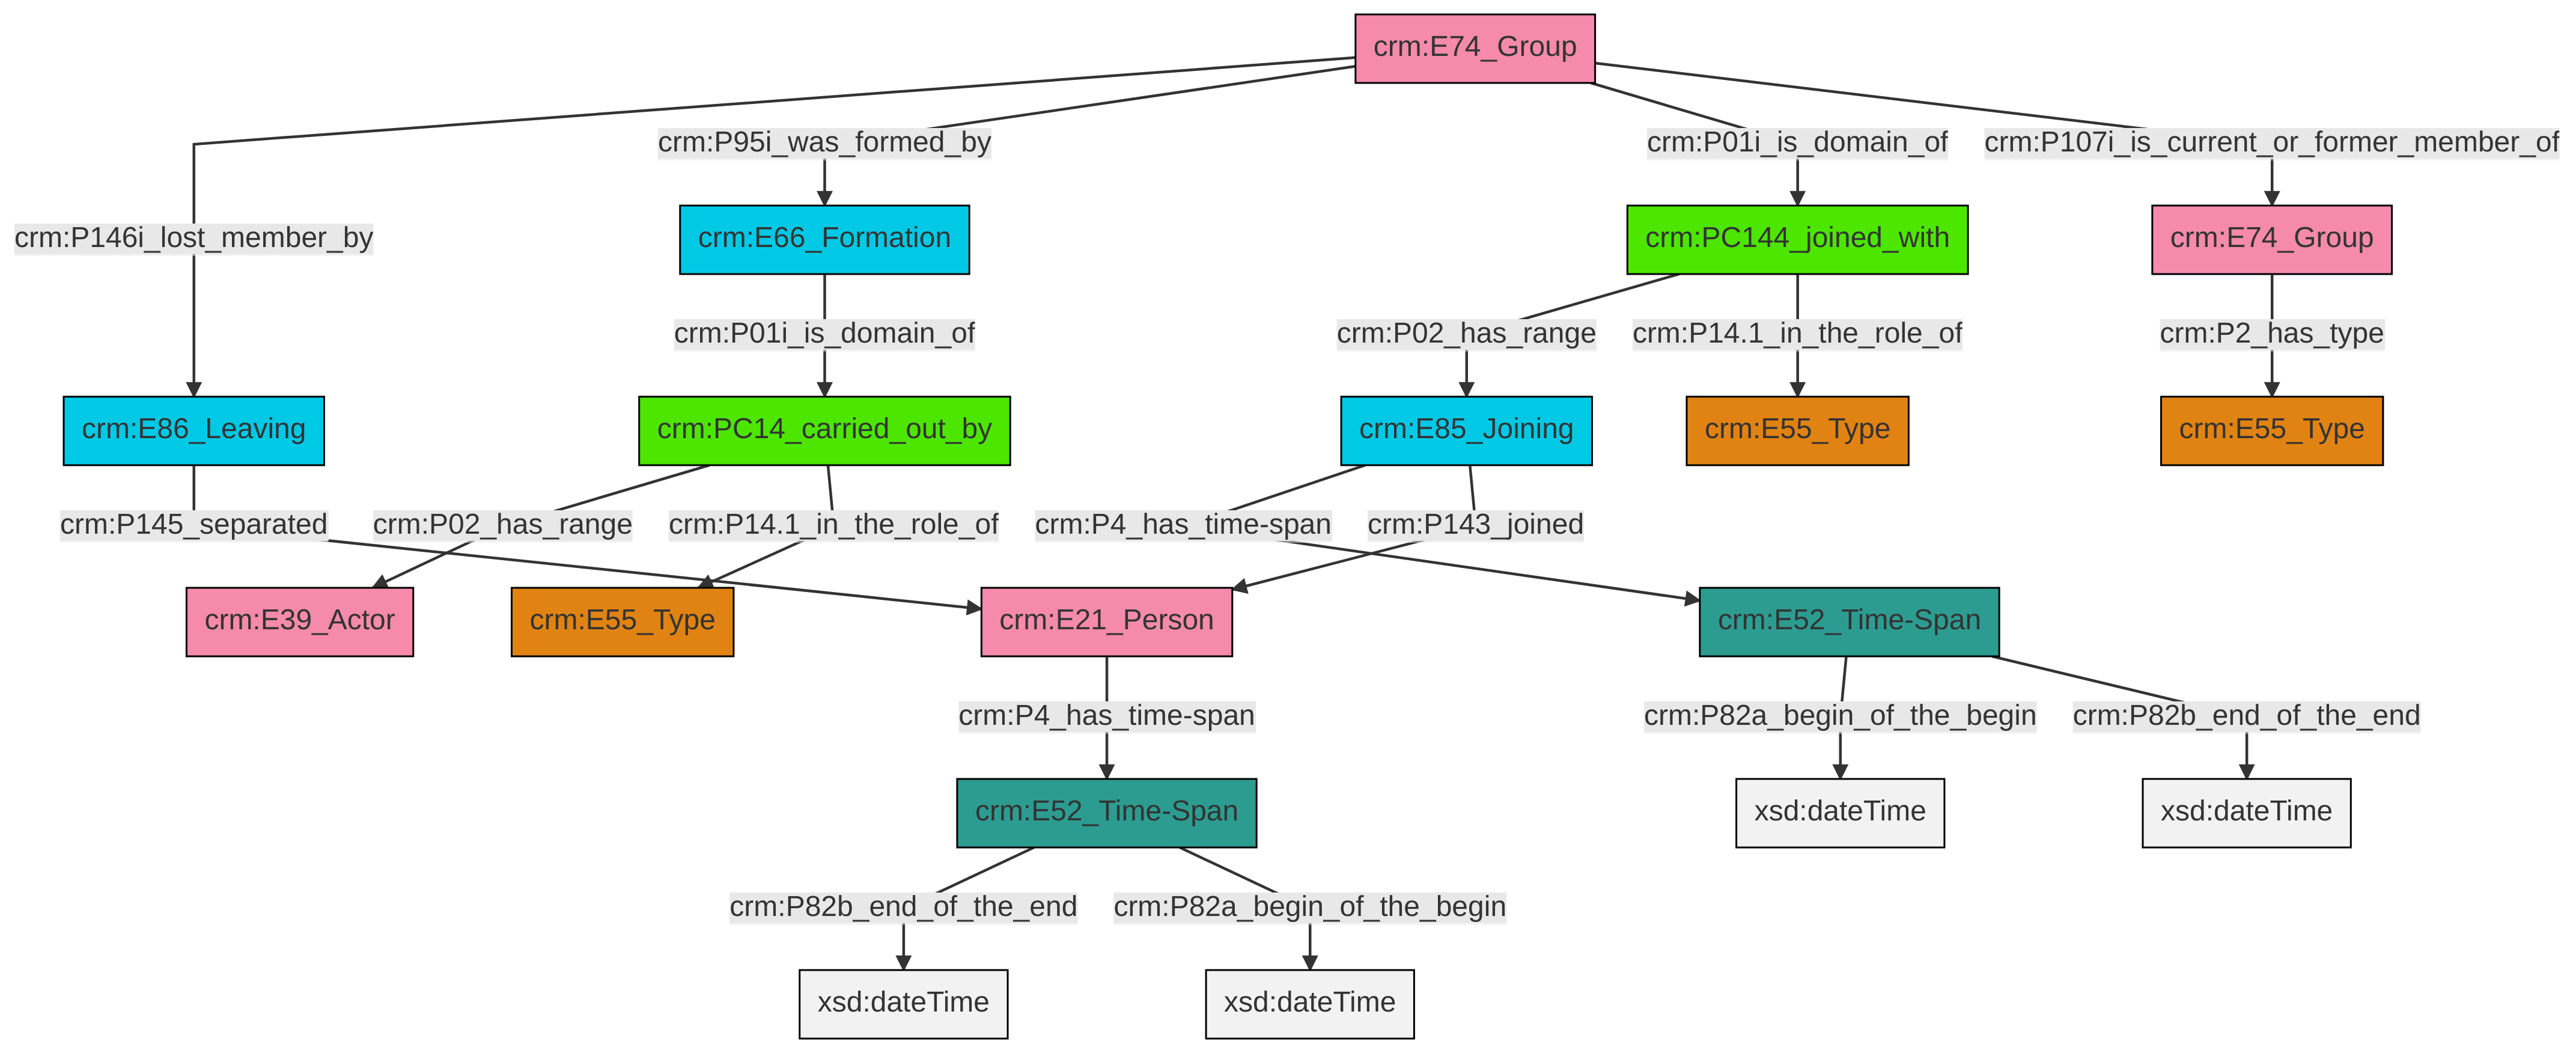 crm:E74_Group
crm:P95i_was_formed_by
crm:P01i_is_domain_of
crm:P107i_is_current_or_former_member_of
crm:P146i_lost_member_by
crm:E66_Formation
crm:PC144_joined_with
crm:E74_Group
crm:P01i_is_domain_of
crm:P02_has_range
crm:P14.1_in_the_role_of
crm:P2_has_type
crm:E86_Leaving
crm:PC14_carried_out_by
crm:E85_Joining
crm:E55_Type
crm:E55_Type
crm:P145_separated
crm:P02_has_range
crm:P14.1_in_the_role_of
crm:P4_has_time-span
crm:P143_joined
crm:E39_Actor
crm:E55_Type
crm:E21_Person
crm:E52_Time-Span
crm:P4_has_time-span
crm:P82a_begin_of_the_begin
crm:P82b_end_of_the_end
crm:E52_Time-Span
xsd:dateTime
xsd:dateTime
crm:P82b_end_of_the_end
crm:P82a_begin_of_the_begin
xsd:dateTime
xsd:dateTime